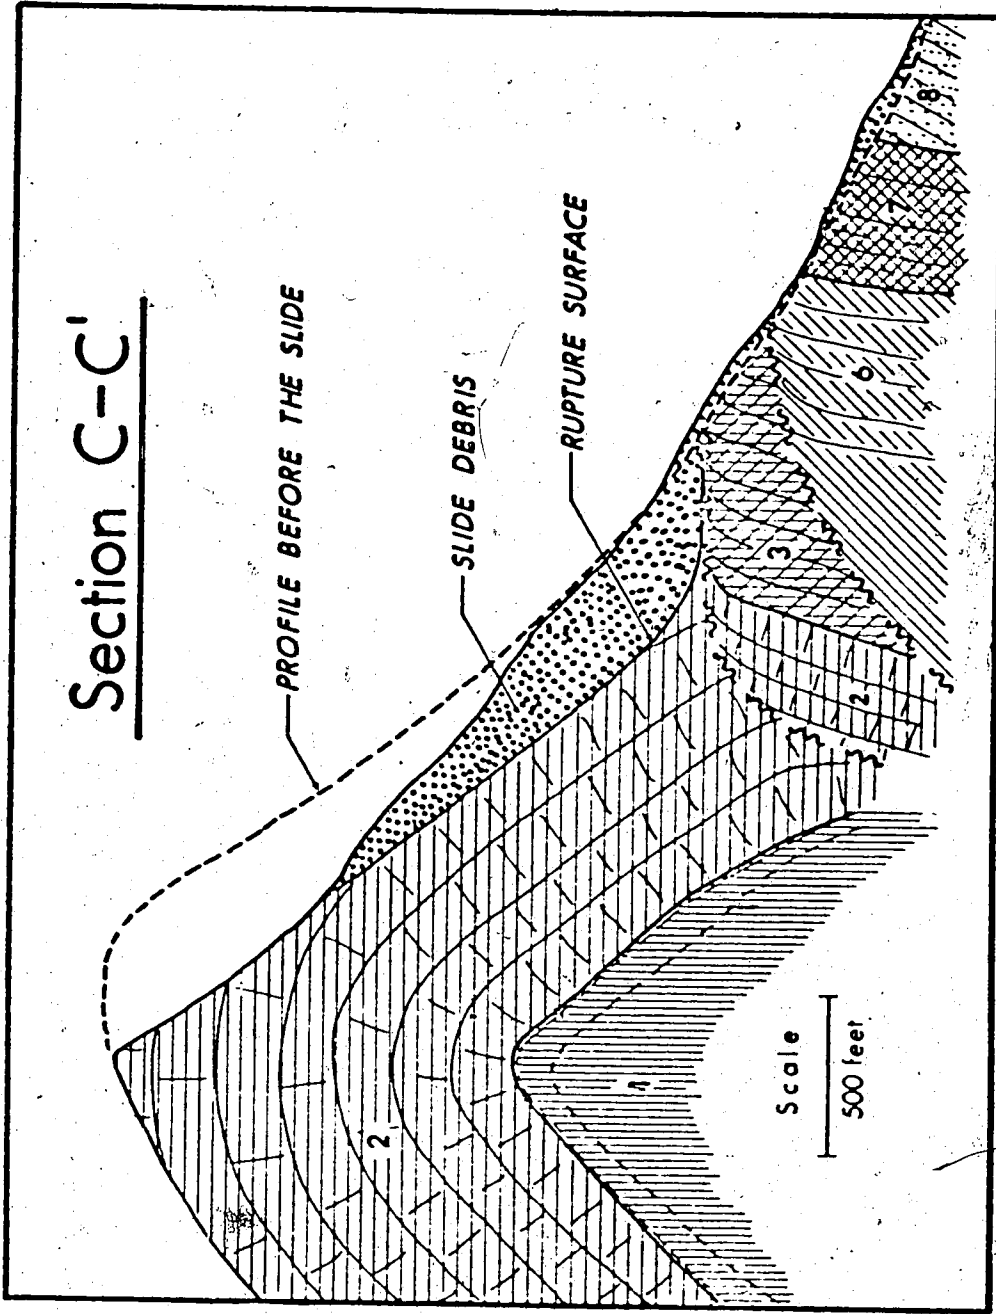 Section C-C'
PROFILE BEFORE THE SLIDE
SLIDE DEBRIS
RUPTURE SURFACE
2
1
2
3
6
7
8
Scale
500 feet